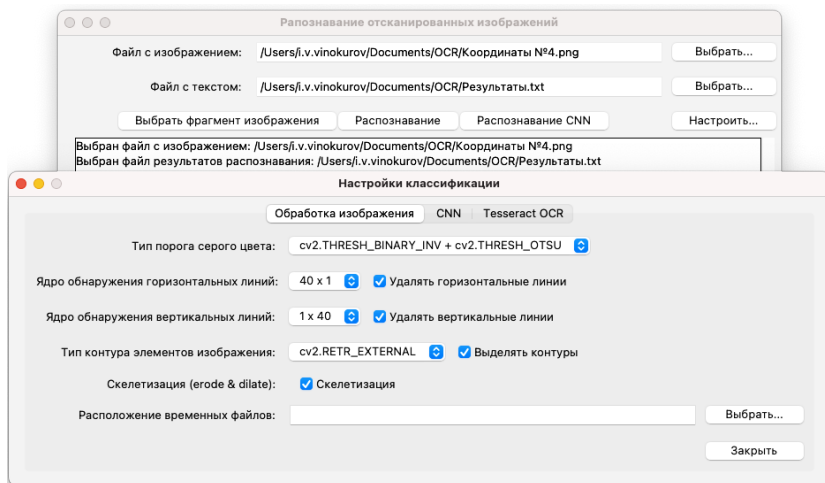 Рапознавание отсканированных изображений
Файл с изображением: /Users/i.v.vinokurov/Documents/OCR/Координаты №4.png Выбрать...
Файл с текстом: /Users/i.v.vinokurov/Documents/OCR/Результаты.txt Выбрать...
Выбрать фрагмент изображения Распознавание Распознавание CNN Настроить...
Выбран файл с изображением: /Users/i.v.vinokurov/Documents/OCR/Координаты №4.png
Выбран файл результатов распознавания: /Users/i.v.vinokurov/Documents/OCR/Результаты.txt
Настройки классификации
Обработка изображения CNN Tesseract OCR
Тип порога серого цвета: cv2.THRESH_BINARY_INV + cv2.THRESH_OTSU
Ядро обнаружения горизонтальных линий: 40 x 1 Удалять горизонтальные линии
Ядро обнаружения вертикальных линий: 1 x 40 Удалять вертикальные линии
Тип контура элементов изображения: cv2.RETR_EXTERNAL Выделять контуры
Скелетизация (erode & dilate): Скелетизация
Расположение временных файлов: Выбрать...
Закрыть